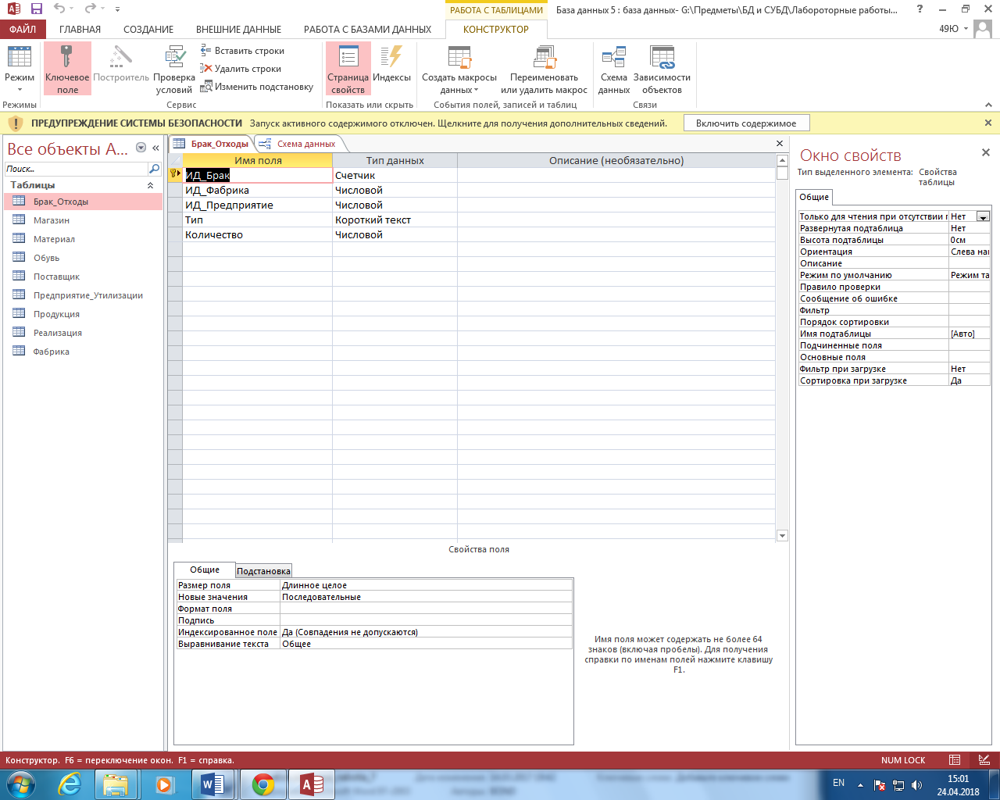 РАБОТА С ТАБЛИЦАМИ
База данных 5 : база данных- G:\Предметы\БД и СУБД\Лабороторные работы...
ФАЙЛ ГЛАВНАЯ СОЗДАНИЕ ВНЕШНИЕ ДАННЫЕ РАБОТА С БАЗАМИ ДАННЫХ КОНСТРУКТОР
49Ю
Режим
Ключевое поле
Построитель
Проверка условий
Вставить строки
Удалить строки
Изменить подстановку
Страница свойств
Индексы
Создать макросы данных
Переименовать или удалить макрос
Схема данных
Зависимости объектов
Режимы Сервис Показать или скрыть События полей, записей и таблиц Связи
ПРЕДУПРЕЖДЕНИЕ СИСТЕМЫ БЕЗОПАСНОСТИ Запуск активного содержимого отключен. Щелкните для получения дополнительных сведений. Включить содержимое
Все объекты A...
Поиск...
Таблицы
Брак_Отходы
Магазин
Материал
Обувь
Поставщик
Предприятие_Утилизации
Продукция
Реализация
Фабрика
Брак_Отходы Схема данных
Имя поля Тип данных Описание (необязательно)
ИД_Брак Счетчик
ИД_Фабрика Числовой
ИД_Предприятие Числовой
Тип Короткий текст
Количество Числовой
Свойства поля
Общие Подстановка
Размер поля Длинное целое
Новые значения Последовательные
Формат поля
Подпись
Индексированное поле Да (Совпадения не допускаются)
Выравнивание текста Общее
Имя поля может содержать не более 64
знаков (включая пробелы). Для получения
справки по именам полей нажмите клавишу
F1.
Окно свойств
Тип выделенного элемента: Свойства
таблицы
Общие
Только для чтения при отсутствии п Нет
Развернутая подтаблица Нет
Высота подтаблицы 0см
Ориентация Слева нап
Описание
Режим по умолчанию Режим та
Правило проверки
Сообщение об ошибке
Фильтр
Порядок сортировки
Имя подтаблицы [Авто]
Подчиненные поля
Основные поля
Фильтр при загрузке Нет
Сортировка при загрузке Да
Конструктор. F6 = переключение окон. F1 = справка.
NUM LOCK
EN
15:01
24.04.2018